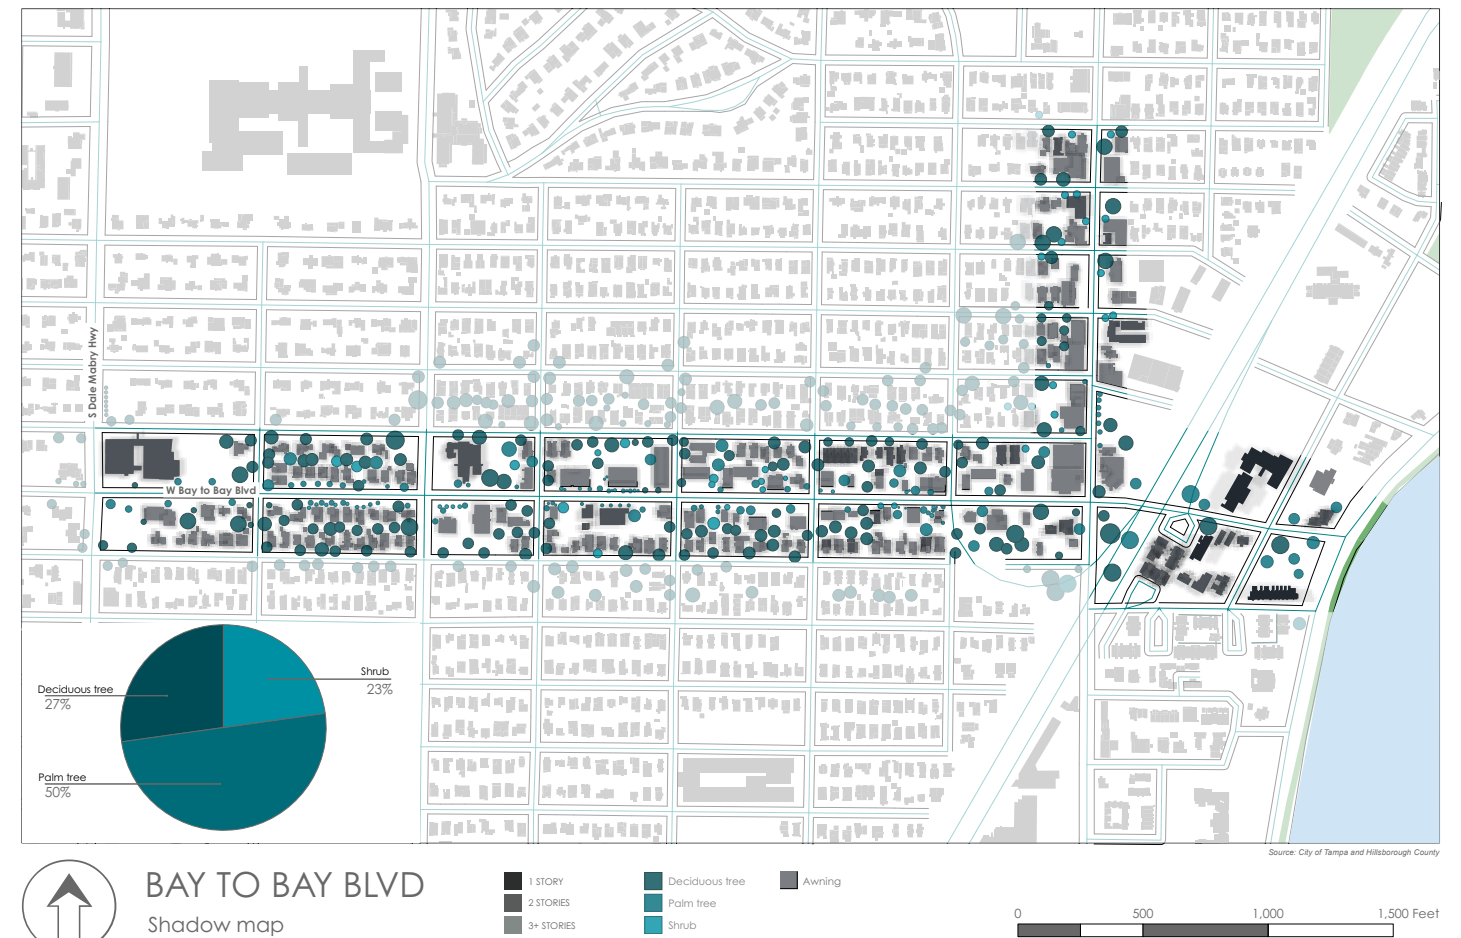 S Dale Mabry Hwy
W Bay to Bay Blvd
Shrub
23%
Deciduous tree
27%
Palm tree
50%
Source: City of Tampa and Hillsborough County
BAY TO BAY BLVD
Shadow map
1 STORY
2 STORIES
3+ STORIES
Deciduous tree
Palm tree
Shrub
Awning
0 500 1,000 1,500 Feet